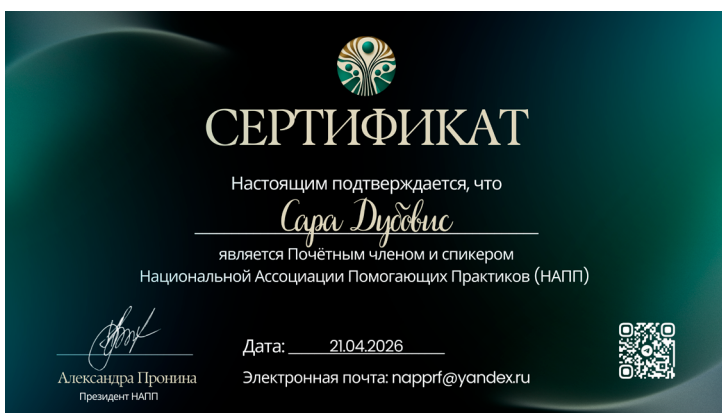 СЕРТИФИКАТ
Настоящим подтверждается, что
Сара Дубовис
является Почётным членом и спикером
Национальной Ассоциации Помогающих Практиков (НАПП)
Александра Пронина
Президент НАПП
Дата: 21.04.2026
Электронная почта: napprf@yandex.ru